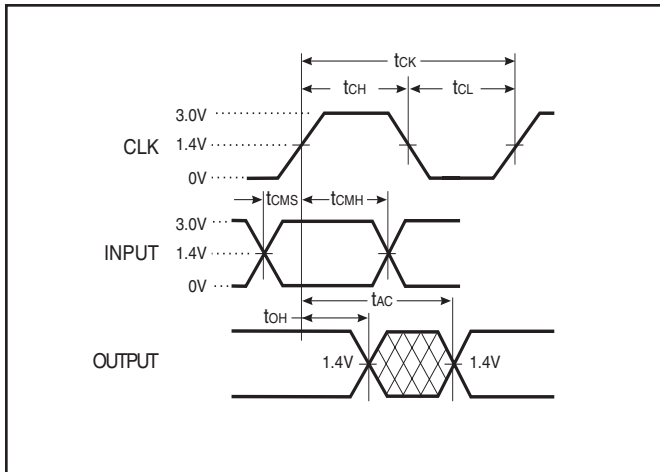 tCK
tCH tCL
3.0V
CLK 1.4V
0V
tCMS tCMH
3.0V
INPUT 1.4V
0V
tAC
tOH
OUTPUT 1.4V 1.4V